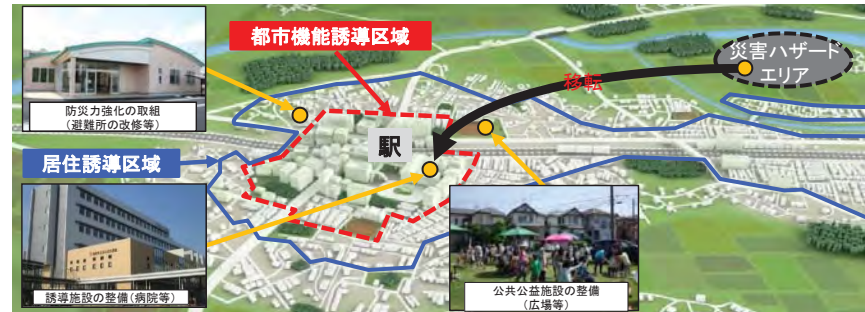 都市機能誘導区域
災害ハザード
エリア
移転
防災力強化の取組
(避難所の改修等)
駅
居住誘導区域
誘導施設の整備(病院等)
公共公益施設の整備
(広場等)